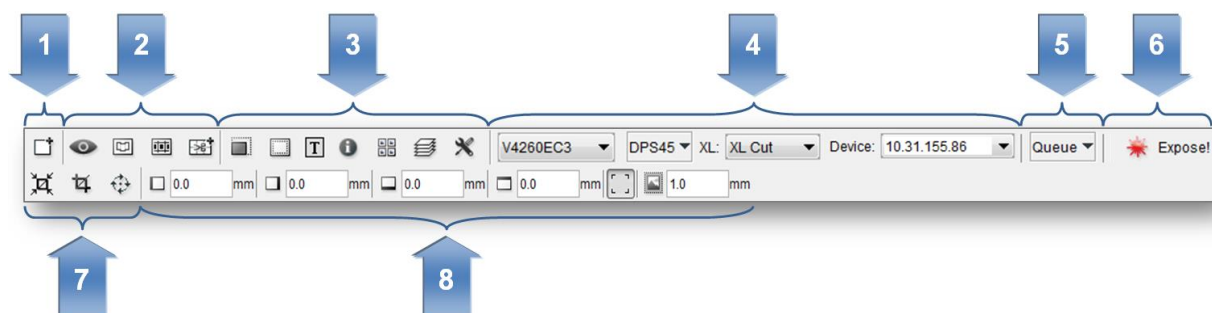 1 2 3 4 5 6
T V4260EC3 DPS45 XL: XL Cut Device: 10.31.155.86 Queue Expose!
0.0 mm 0.0 mm 0.0 mm 0.0 mm 1.0 mm
7 8